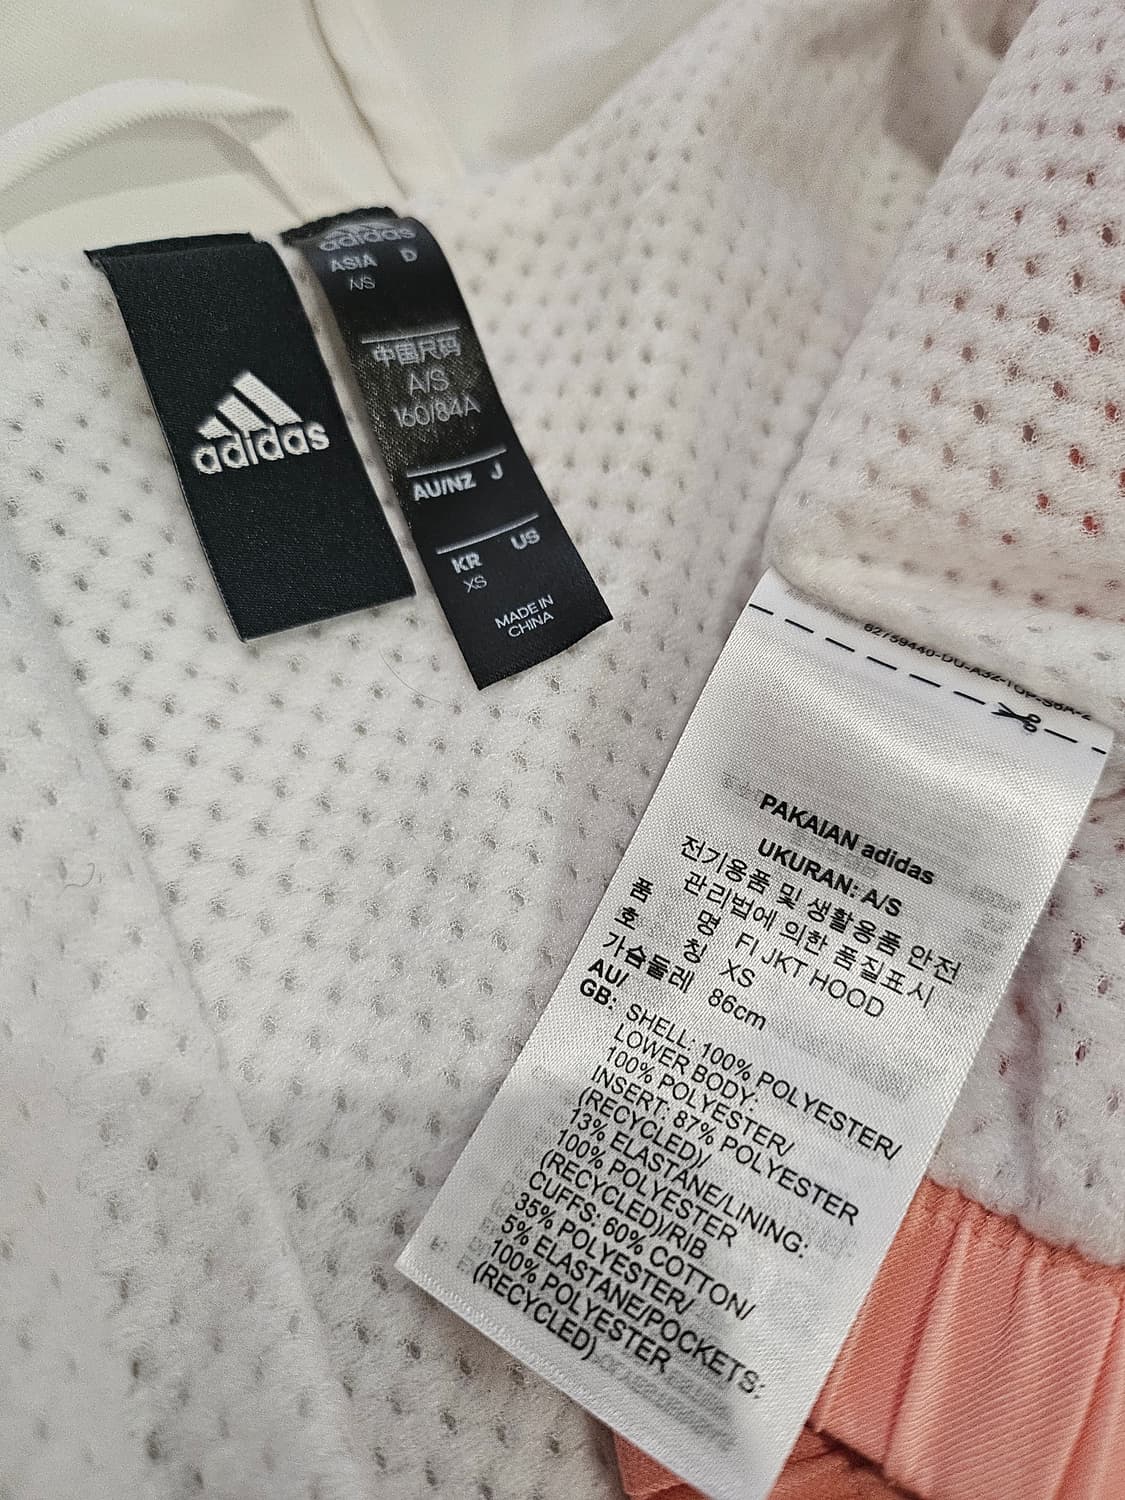 adidas
adidas
ASIA D
A/S
中国尺码
A/S
160/84A
AU/NZ J
KR US
XS
MADE IN
CHINA
PAKAIAN adidas
UKURAN: A/S
전기용품 및 생활용품 안전
관리법에 의한 품질표시
품 명 FI JKT HOOD
호 칭 XS
가슴둘레 86cm
AU/
GB: SHELL: 100% POLYESTER/
LOWER BODY:
100% POLYESTER/
INSERT: 87% POLYESTER
(RECYCLED)/
13% ELASTANE/LINING:
100% POLYESTER
(RECYCLED)/RIB
CUFFS: 60% COTTON/
35% POLYESTER/
5% ELASTANE/POCKETS:
100% POLYESTER
(RECYCLED)